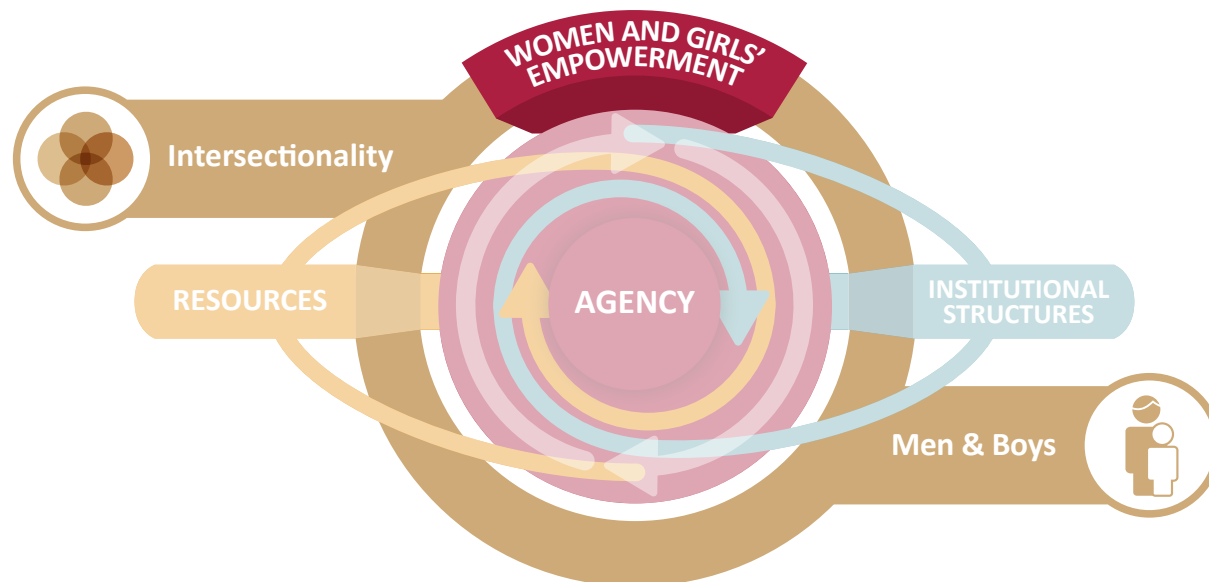 WOMEN AND GIRLS’
EMPOWERMENT
Intersectionality
RESOURCES
AGENCY
INSTITUTIONAL
STRUCTURES
Men & Boys